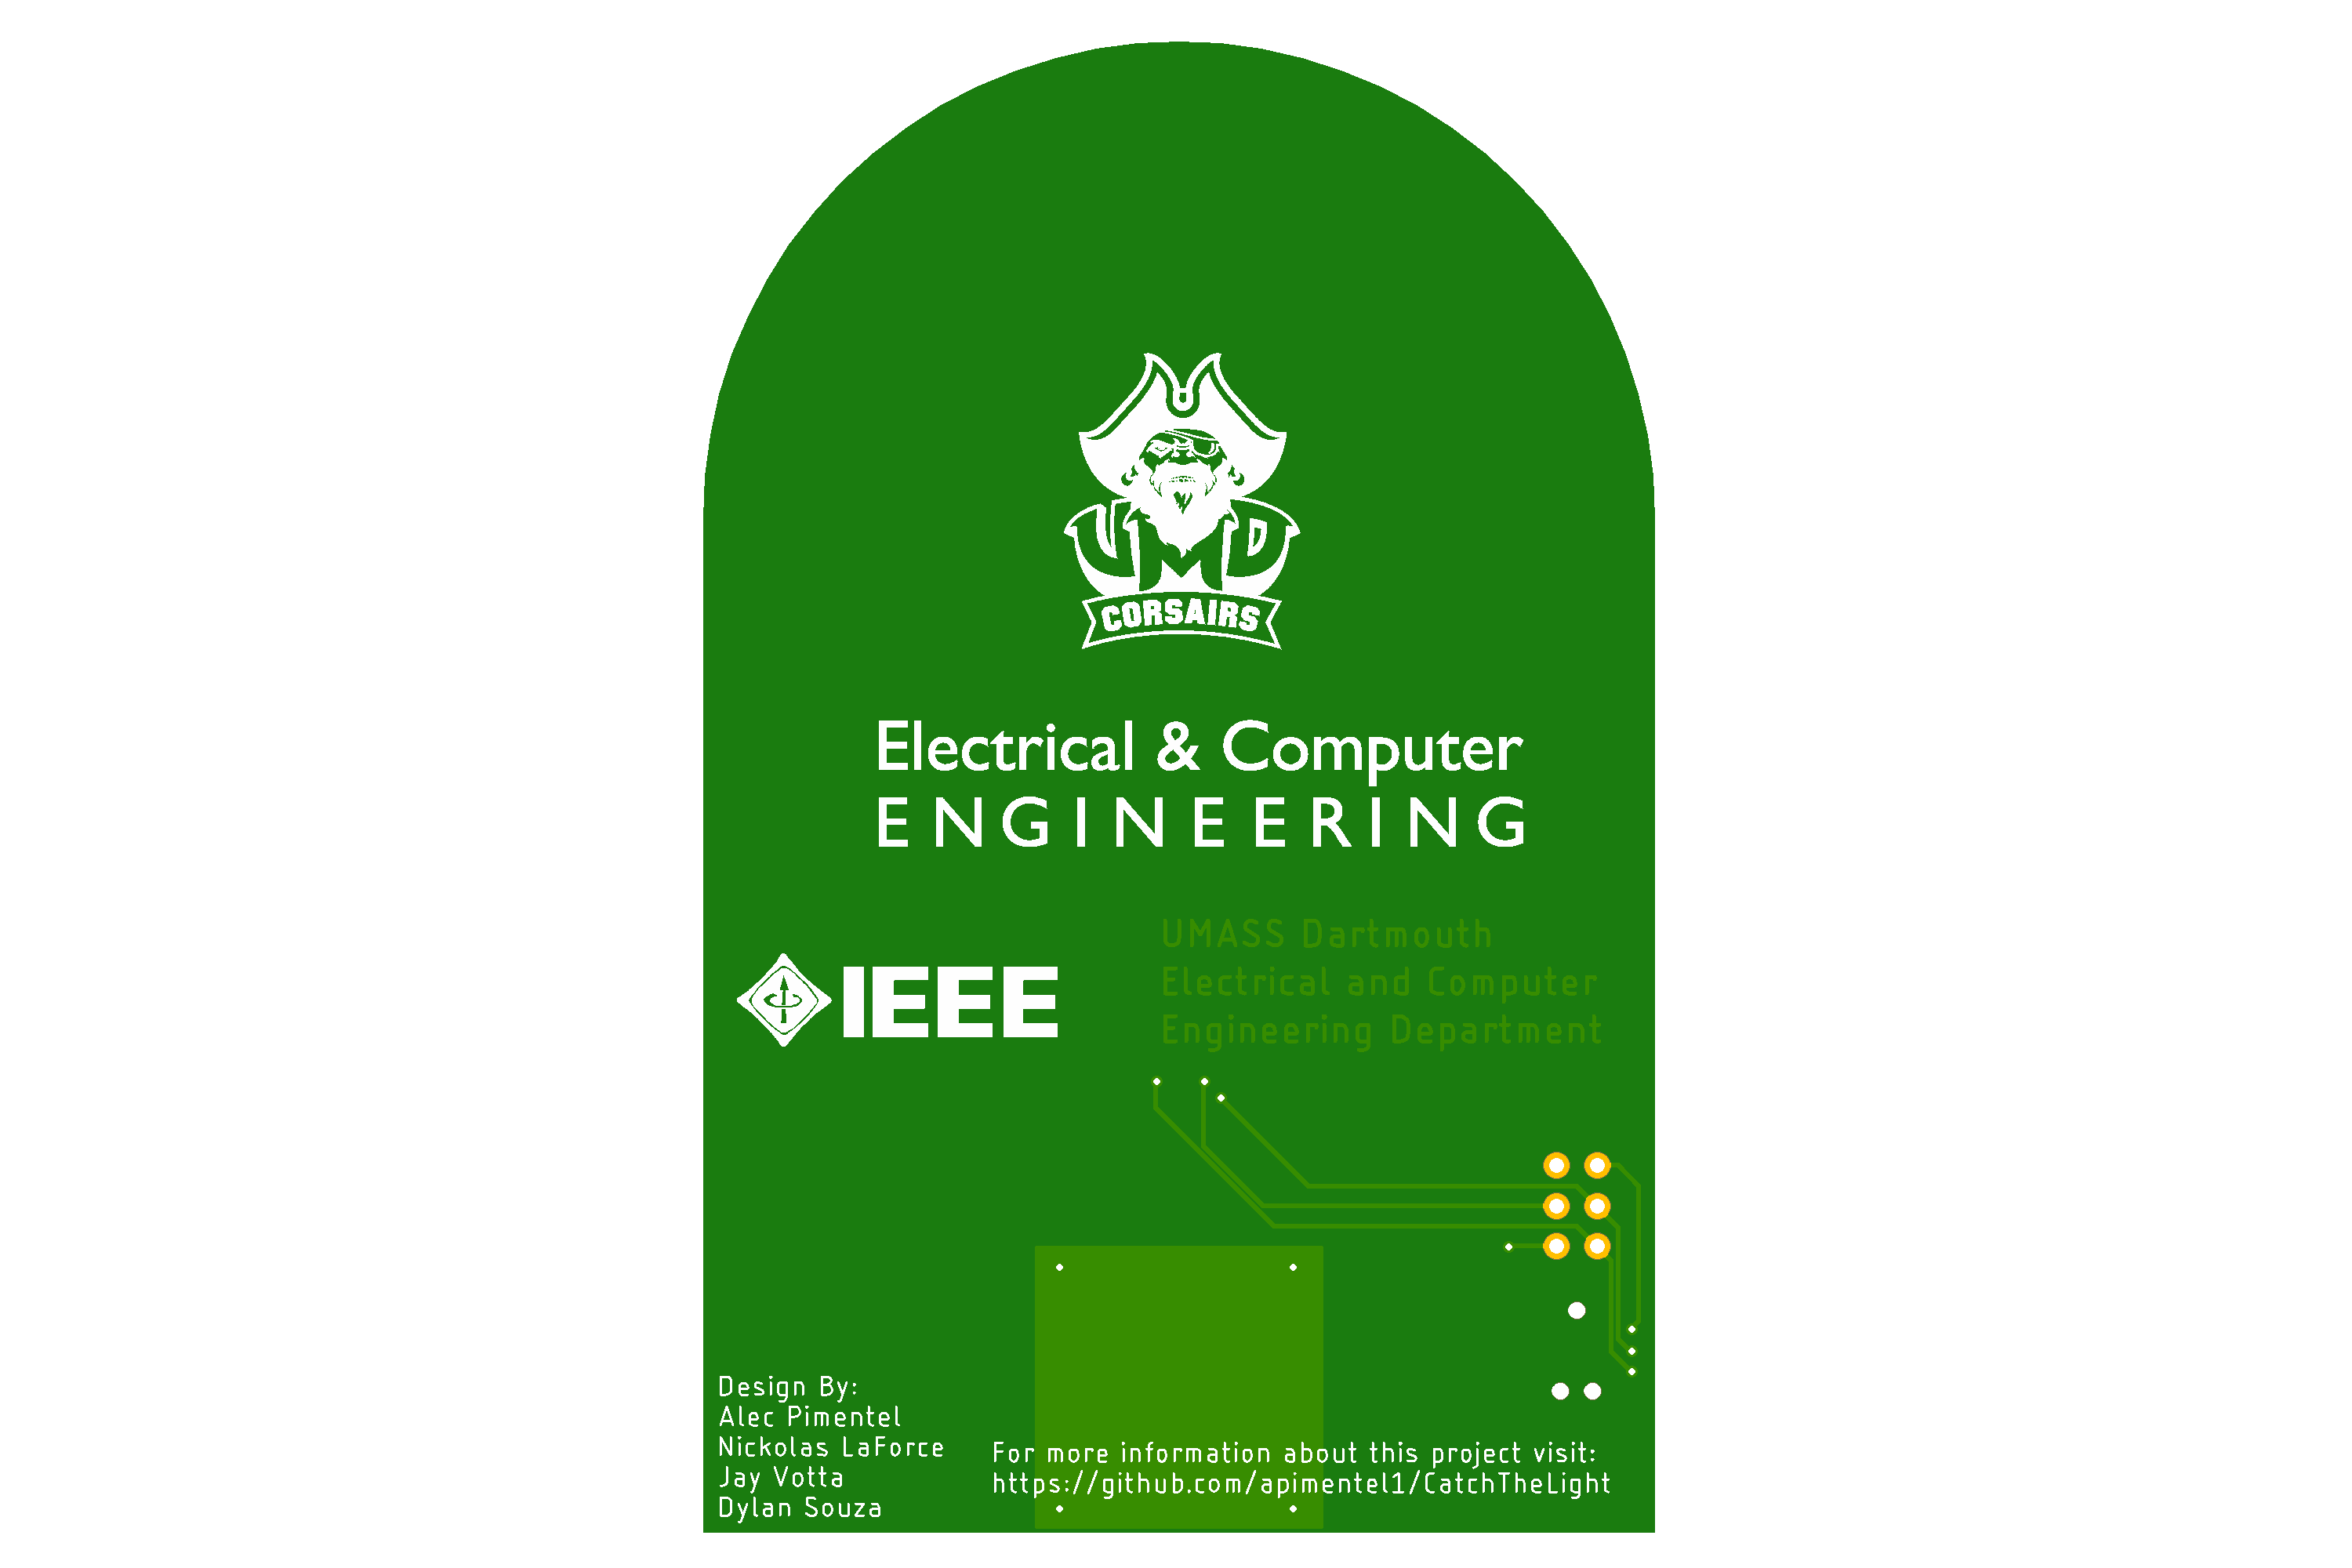 UMD
CORSAIRS
Electrical & Computer
ENGINEERING
IEEE
UMASS Dartmouth
Electrical and Computer
Engineering Department
Design By:
Alec Pimentel
Nickolas LaForce
Jay Votta
Dylan Souza
For more information about this project visit:
https://github.com/apimentel1/CatchTheLight